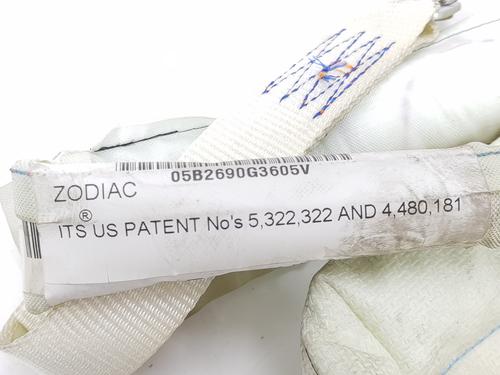 05B2690G3605V
ZODIAC
®
ITS US PATENT No's 5,322,322 AND 4,480,181